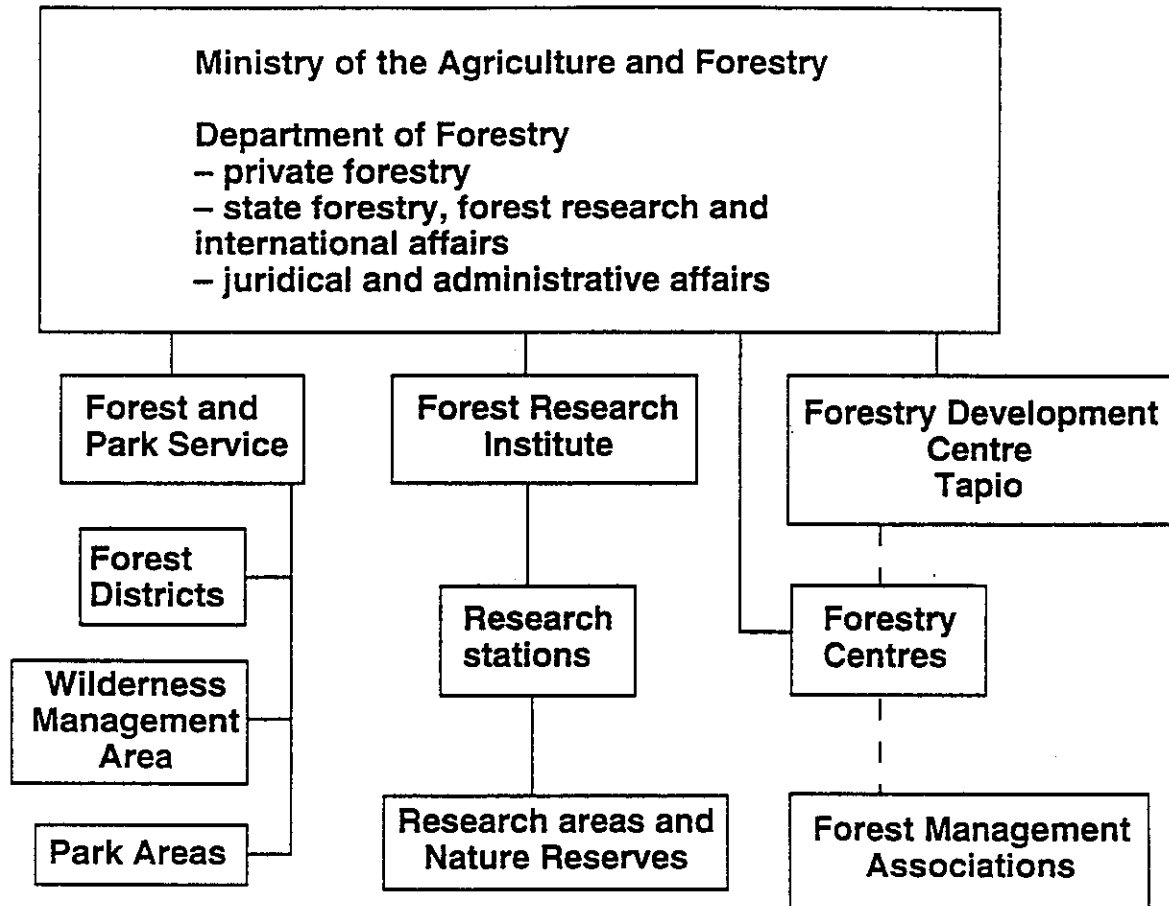 Ministry of the Agriculture and Forestry
Department of Forestry
– private forestry
– state forestry, forest research and
international affairs
– juridical and administrative affairs
Forest and
Park Service
Forest
Districts
Wilderness
Management
Area
Park Areas
Forest Research
Institute
Research
stations
Research areas and
Nature Reserves
Forestry Development
Centre
Tapio
Forestry
Centres
Forest Management
Associations